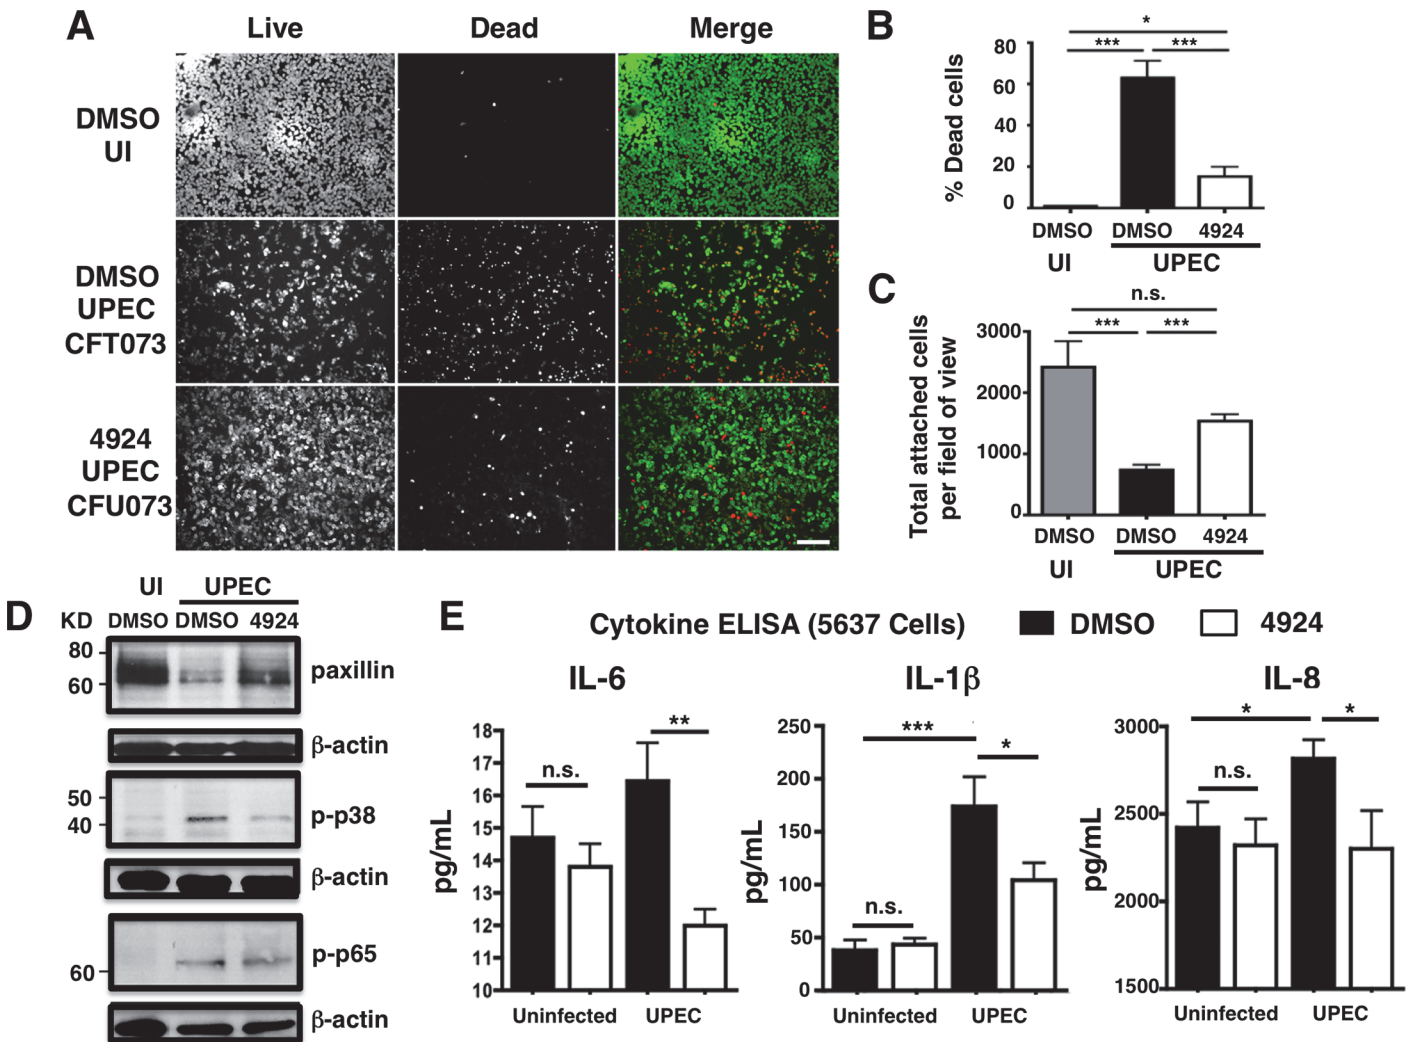 A
Live Dead Merge
DMSO
UI
DMSO
UPEC
CFT073
4924
UPEC
CFU073
B
% Dead cells
80
60
40
20
0
*
*** ***
DMSO DMSO 4924
UI UPEC
C
Total attached cells
per field of view
3000
2000
1000
0
n.s.
*** ***
DMSO DMSO 4924
UI UPEC
D
UI UPEC
KD DMSO DMSO 4924
80
60
paxillin
β-actin
50
40
p-p38
β-actin
60
p-p65
β-actin
E
Cytokine ELISA (5637 Cells) DMSO 4924
IL-6
pg/mL
18
17
16
15
14
13
12
11
10
n.s.
**
Uninfected UPEC
IL-1β
pg/mL
250
200
150
100
50
0
***
*
n.s.
Uninfected UPEC
IL-8
pg/mL
3000
2500
2000
1500
* *
n.s.
Uninfected UPEC